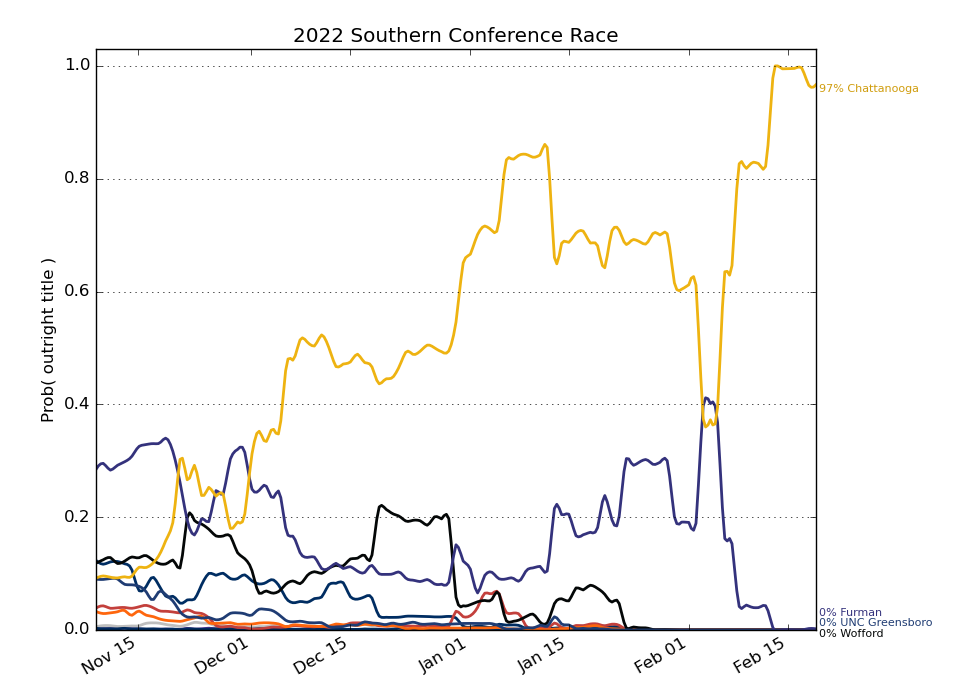 2022 Southern Conference Race
Prob( outright title )
1.0
0.8
0.6
0.4
0.2
0.0
97% Chattanooga
0% Furman
0% UNC Greensboro
0% Wofford
Nov 15
Dec 01
Dec 15
Jan 01
Jan 15
Feb 01
Feb 15